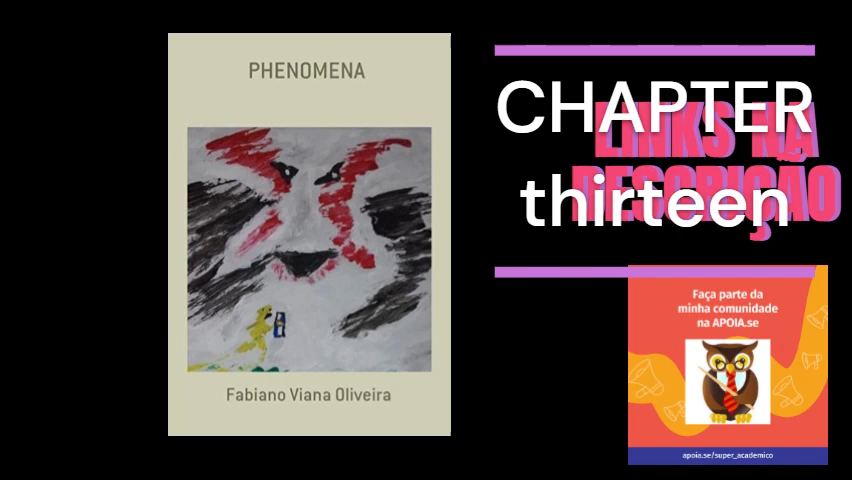 PHENOMENA
Fabiano Viana Oliveira
CHAPTER
thirteen
LINKS NA
DESCRIÇÃO
Faça parte da
minha comunidade
na APOIA.se
apoia.se/super_academico